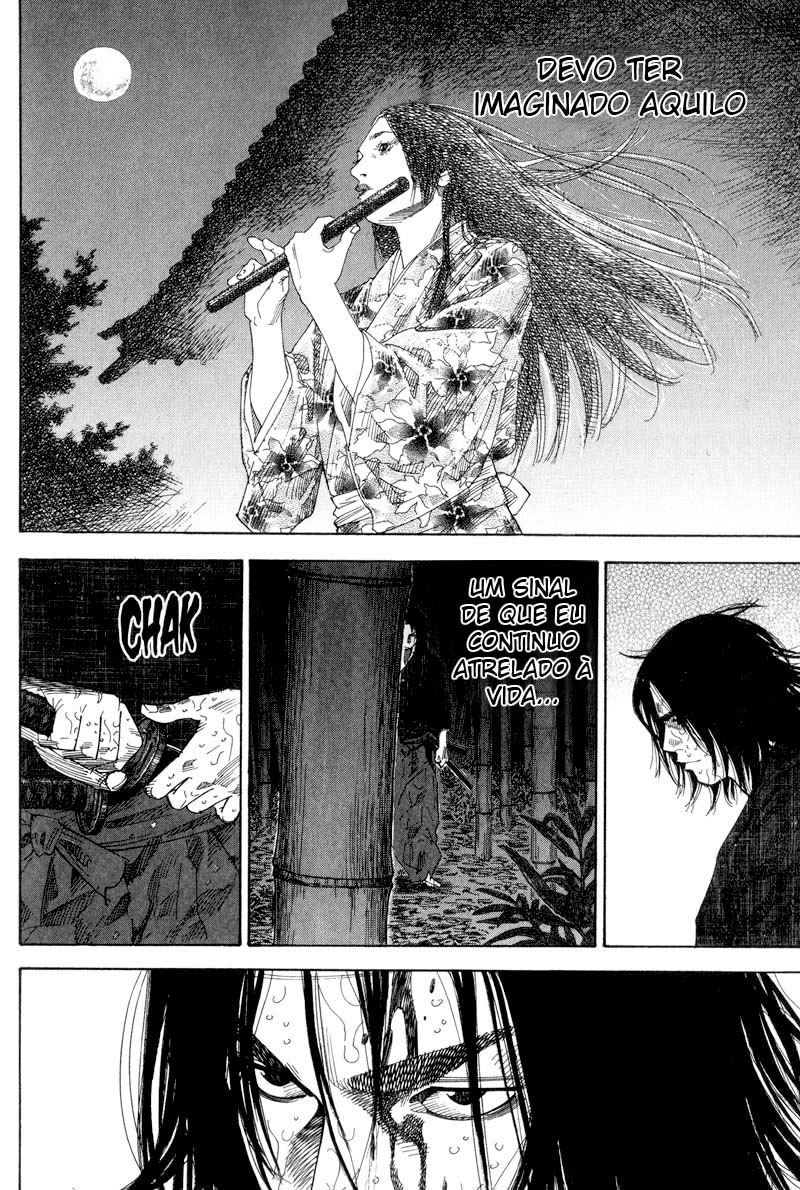 DEVO TER
IMAGINADO AQUILO
UM SINAL
DE QUE EU
CONTINUO
ATRELADO À
VIDA...
CHAK